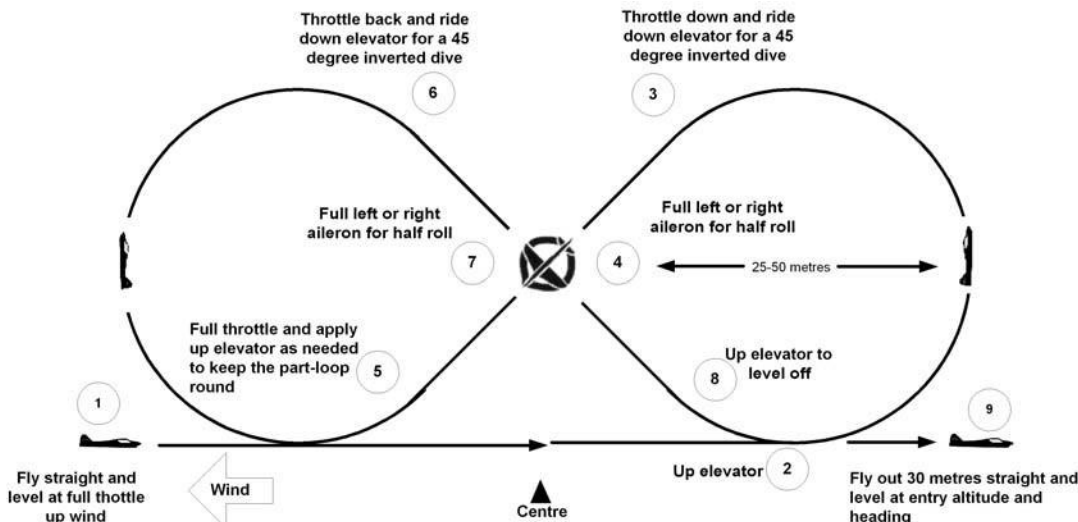 Throttle back and ride
down elevator for a 45
degree inverted dive
6
Throttle down and ride
down elevator for a 45
degree inverted dive
3
Full left or right
aileron for half roll
7
4
Full left or right
aileron for half roll
25-50 metres
Full throttle and apply
up elevator as needed
to keep the part-loop
round
5
Up elevator to
level off
8
1
9
Fly straight and
level at full thottle
up wind
Wind
Centre
Up elevator
2
Fly out 30 metres straight and
level at entry altitude and
heading